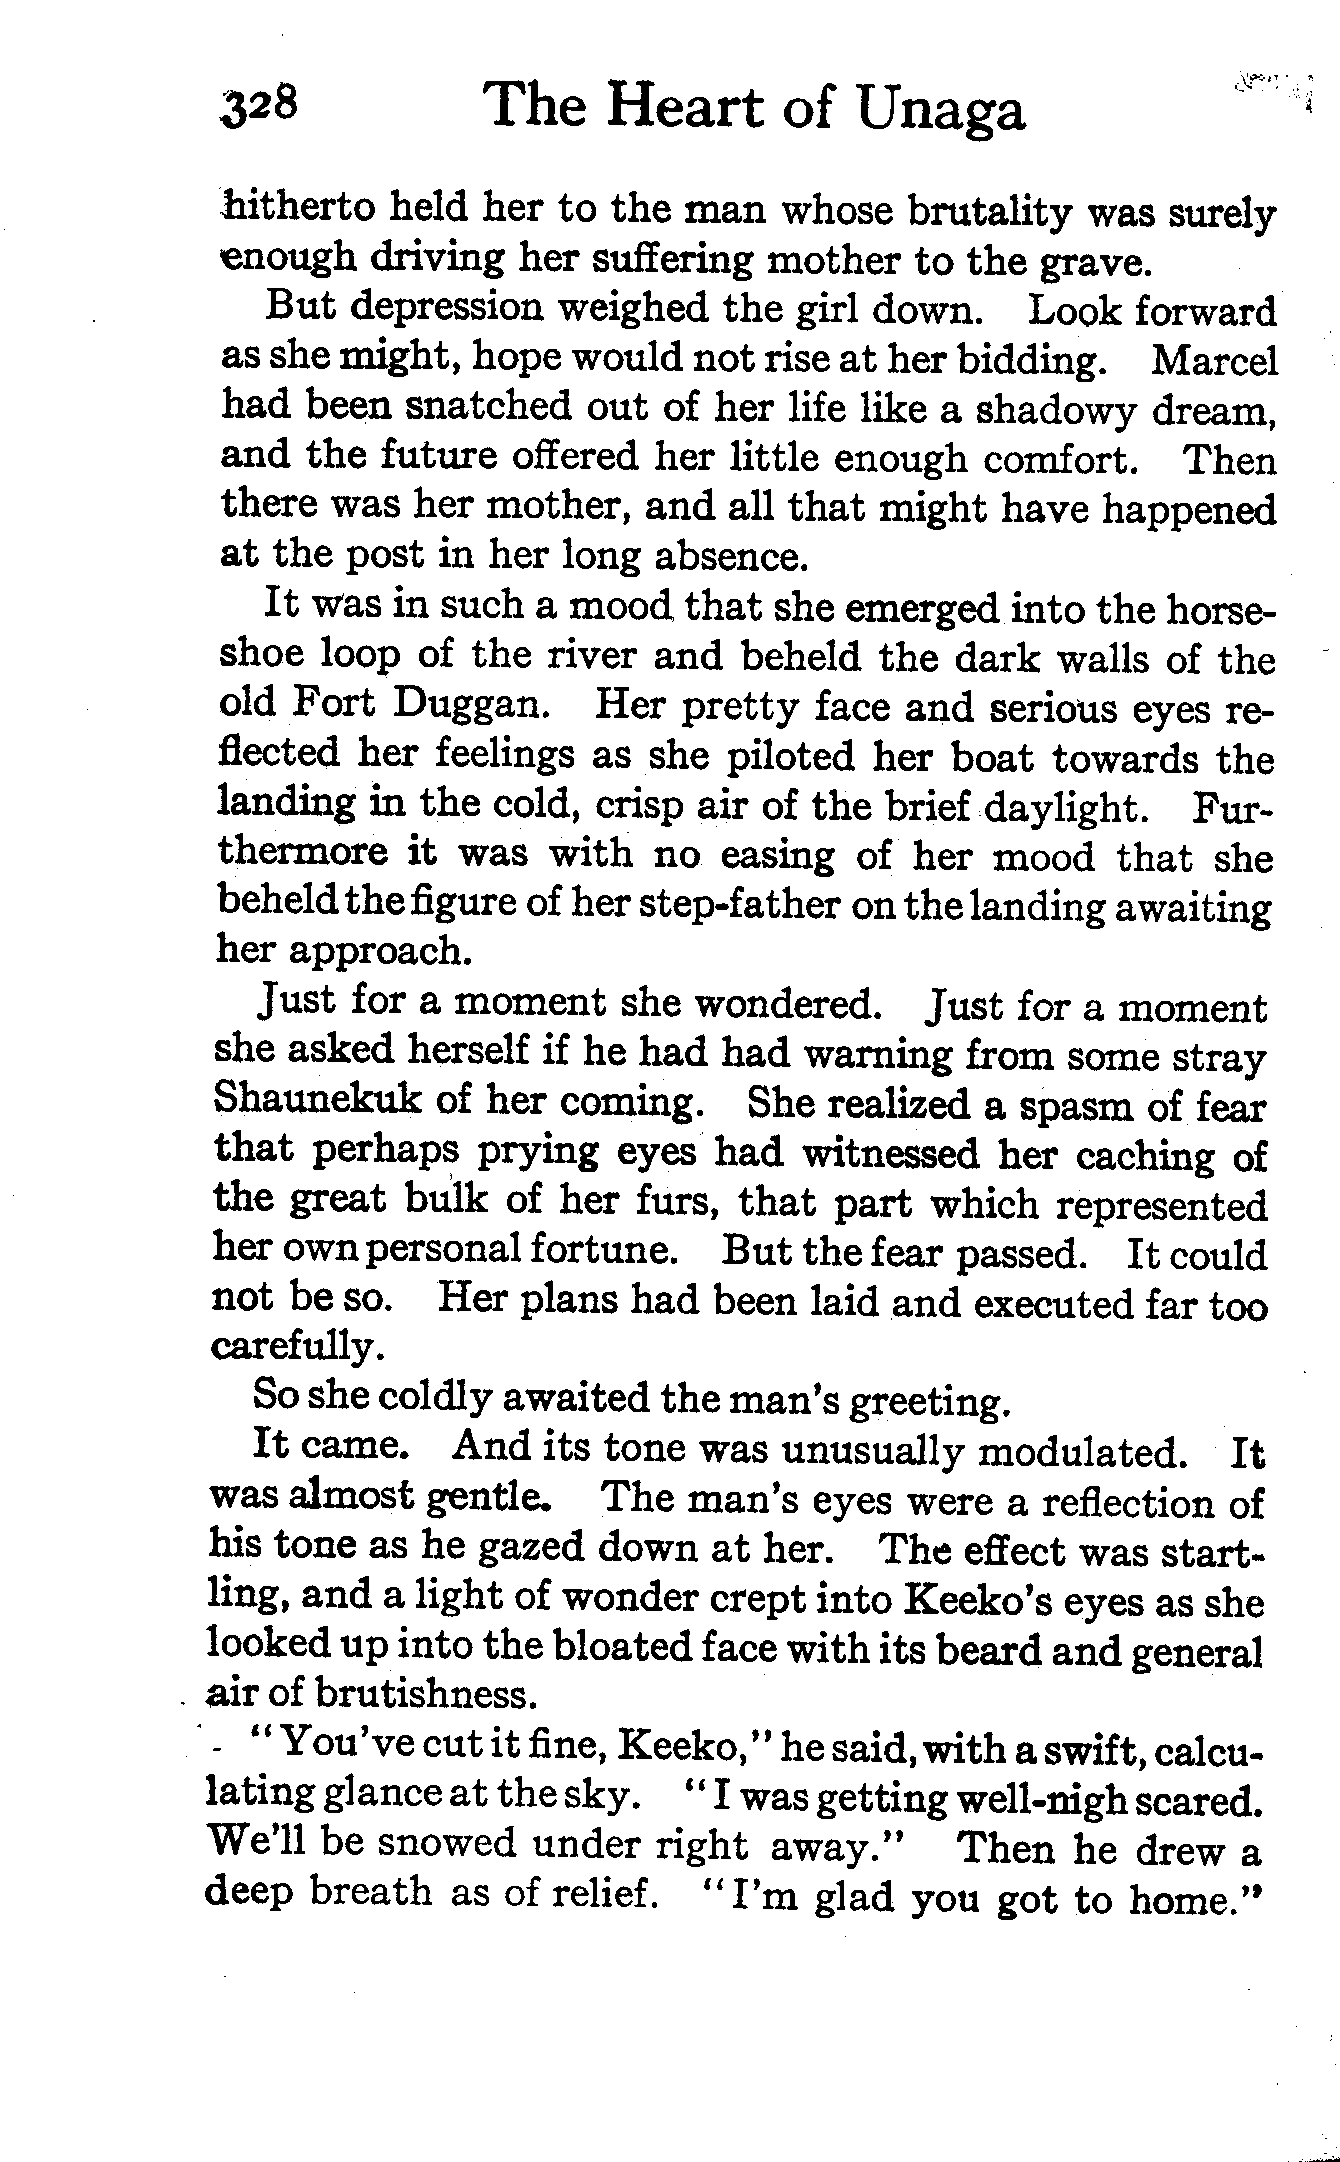 328 The Heart of Unaga
hitherto held her to the man whose brutality was surely
enough driving her suffering mother to the grave.
But depression weighed the girl down. Look forward
as she might, hope would not rise at her bidding. Marcel
had been snatched out of her life like a shadowy dream,
and the future offered her little enough comfort. Then
there was her mother, and all that might have happened
at the post in her long absence.
It was in such a mood that she emerged into the horse-
shoe loop of the river and beheld the dark walls of the
old Fort Duggan. Her pretty face and serious eyes re-
flected her feelings as she piloted her boat towards the
landing in the cold, crisp air of the brief daylight. Fur-
thermore it was with no easing of her mood that she
beheld the figure of her step-father on the landing awaiting
her approach.
Just for a moment she wondered. Just for a moment
she asked herself if he had had warning from some stray
Shaunekuk of her coming. She realized a spasm of fear
that perhaps prying eyes had witnessed her caching of
the great bulk of her furs, that part which represented
her own personal fortune. But the fear passed. It could
not be so. Her plans had been laid and executed far too
carefully.
So she coldly awaited the man's greeting.
It came. And its tone was unusually modulated. It
was almost gentle. The man's eyes were a reflection of
his tone as he gazed down at her. The effect was start-
ling, and a light of wonder crept into Keeko's eyes as she
looked up into the bloated face with its beard and general
air of brutishness.
"You've cut it fine, Keeko," he said, with a swift, calcu-
lating glance at the sky. "I was getting well-nigh scared.
We'll be snowed under right away." Then he drew a
deep breath as of relief. "I'm glad you got to home."